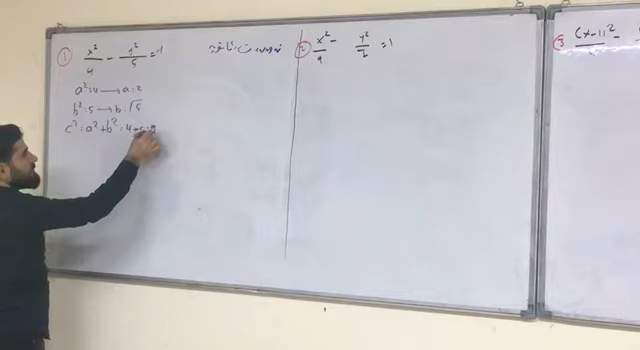 ① x²/4 - y²/5 = 1
a² = 4 → a = 2
b² = 5 → b = √5
c² = a² + b² = 4 + 5 = 9
② x²/9 - y²/2 = 1
③ (x-1)²